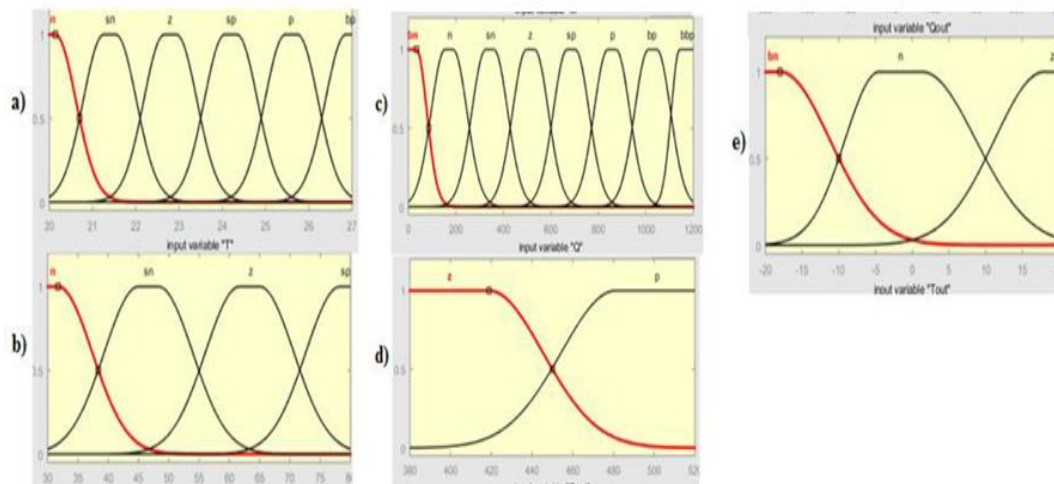 a)
n sn z sp p bp
1
0.5
0
20 21 22 23 24 25 26 27
input variable "T"
b)
n sn z sp
1
0.5
0
30 35 40 45 50 55 60 65 70 75 80
c)
bn n sn z sp p bp bbp
1
0.5
0
0 200 400 600 800 1000 1200
input variable "Q"
d)
z p
1
0.5
0
380 400 420 440 460 480 500 520
input variable "Qout"
e)
bn n z
1
0.5
0
-20 -15 -10 -5 0 5 10 15
input variable "Tout"